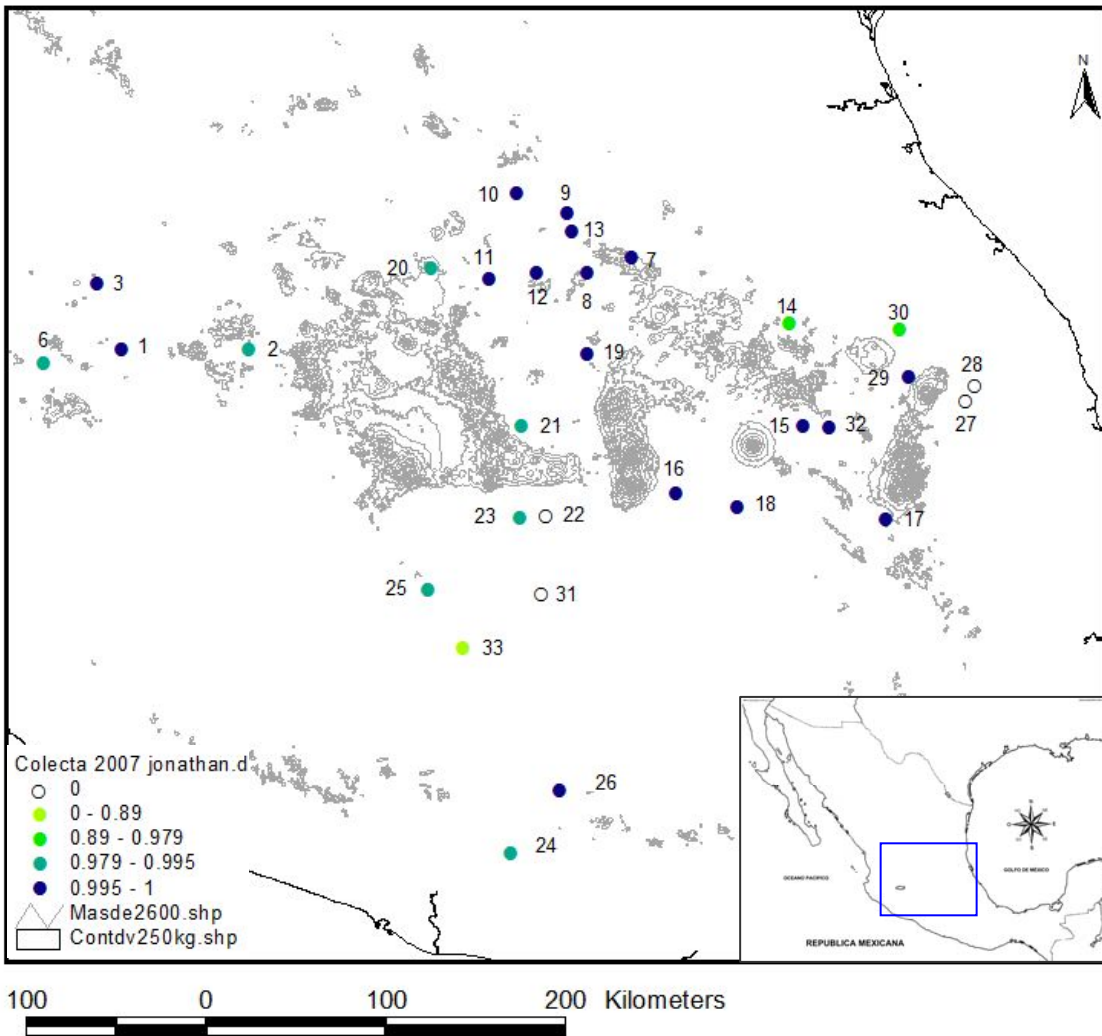 N
10
9
13
20
11
7
3
12
8
14
30
6
1
2
19
29
28
27
15
32
16
18
17
21
23
22
25
31
33
26
24
Colecta 2007 jonathan.d
0
0 - 0.89
0.89 - 0.979
0.979 - 0.995
0.995 - 1
Masde2600.shp
Contdv250kg.shp
OCEANO PACIFICO
GOLFO DE MÉXICO
REPUBLICA MEXICANA
100 0 100 200 Kilometers